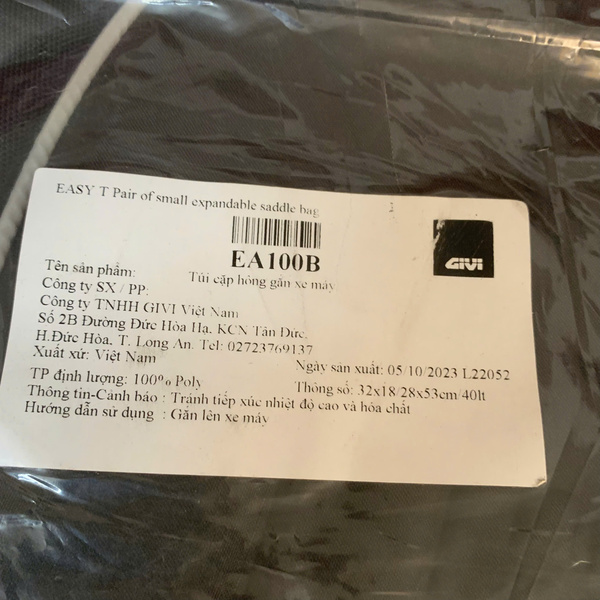 EASY T Pair of small expandable saddle bag
1
EA100B
GIVI
Tên sản phẩm: Túi cặp hông gắn xe máy
Công ty SX / PP:
Công ty TNHH GIVI Việt Nam
Số 2B Đường Đức Hòa Hạ, KCN Tân Đức,
H.Đức Hòa, T. Long An. Tel: 02723769137
Xuất xứ: Việt Nam
Ngày sản xuất: 05/10/2023 L22052
TP định lượng: 100% Poly
Thông số: 32x18/28x53cm/40lt
Thông tin-Cảnh báo : Tránh tiếp xúc nhiệt độ cao và hóa chất
Hướng dẫn sử dụng : Gắn lên xe máy